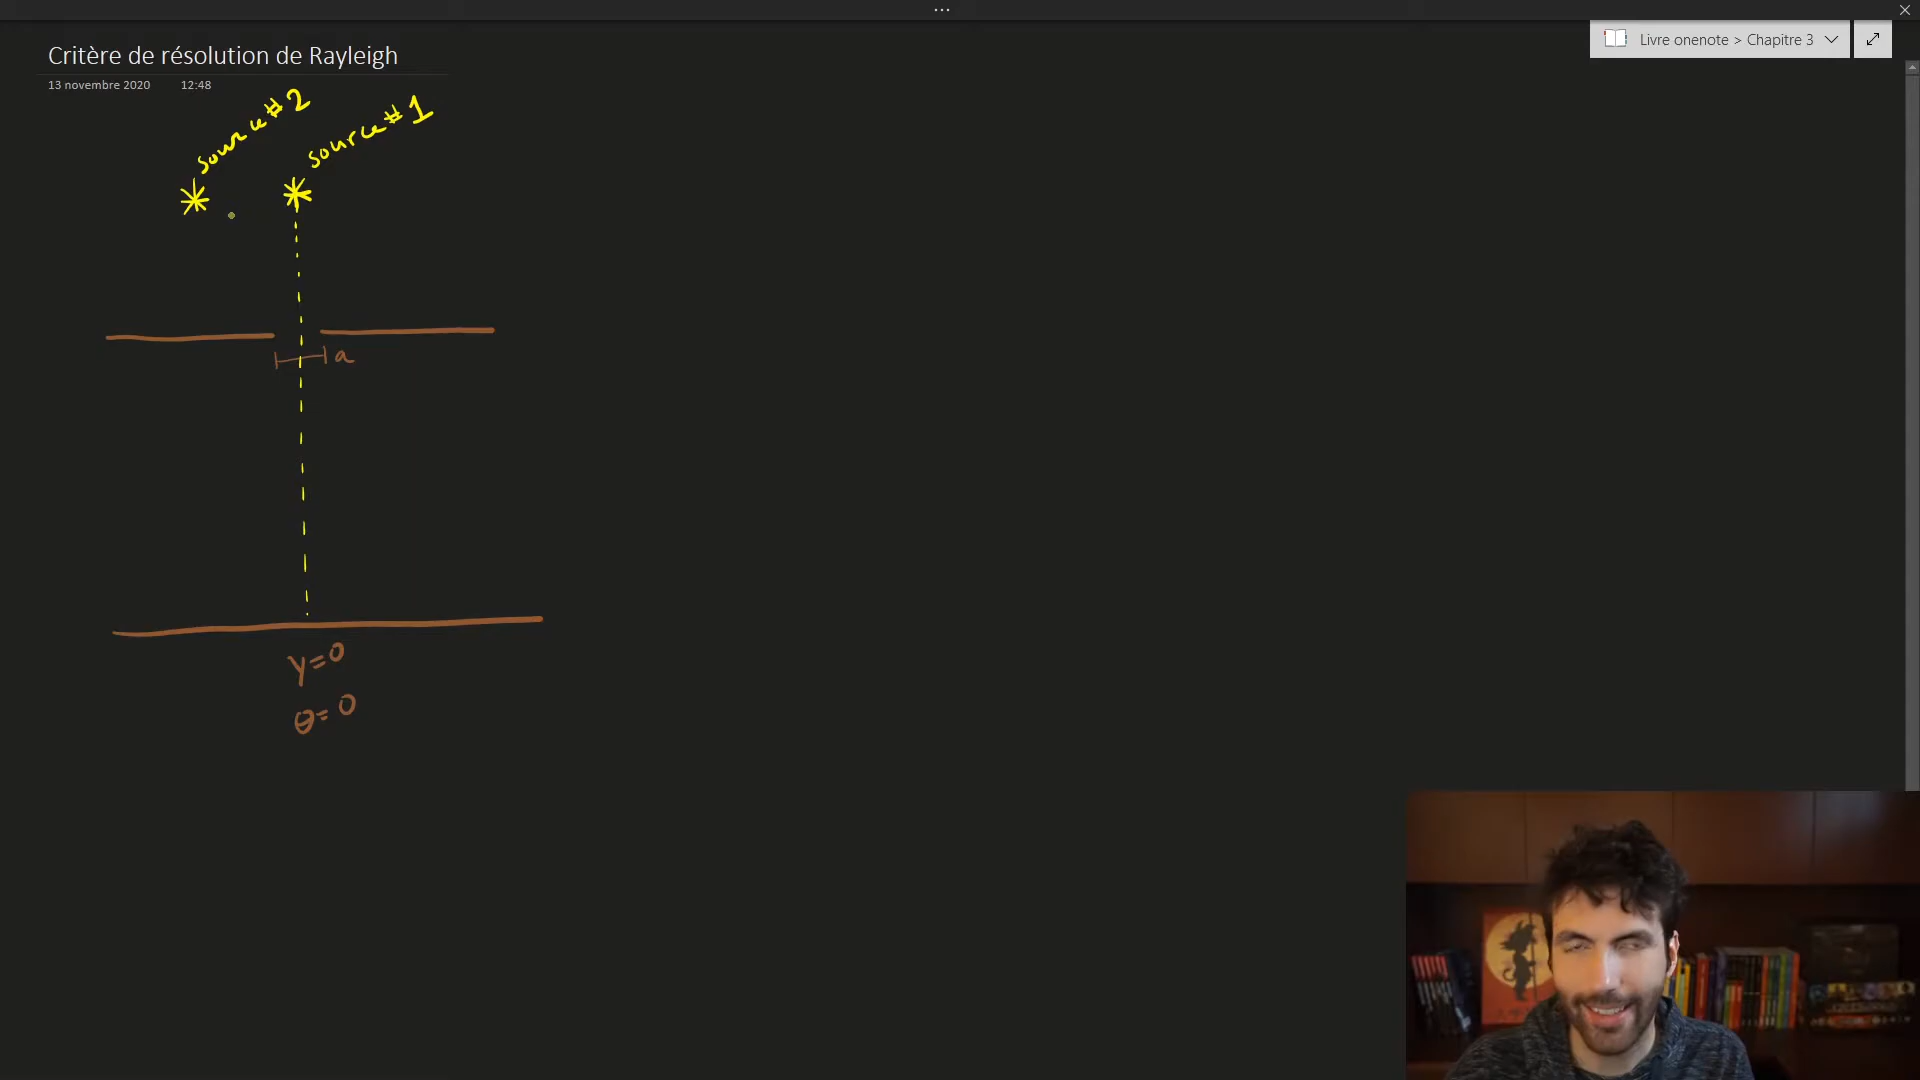 ...
Livre onenote > Chapitre 3
Critère de résolution de Rayleigh
13 novembre 2020 12:48
source #2
source #1
a
y=0
θ=0